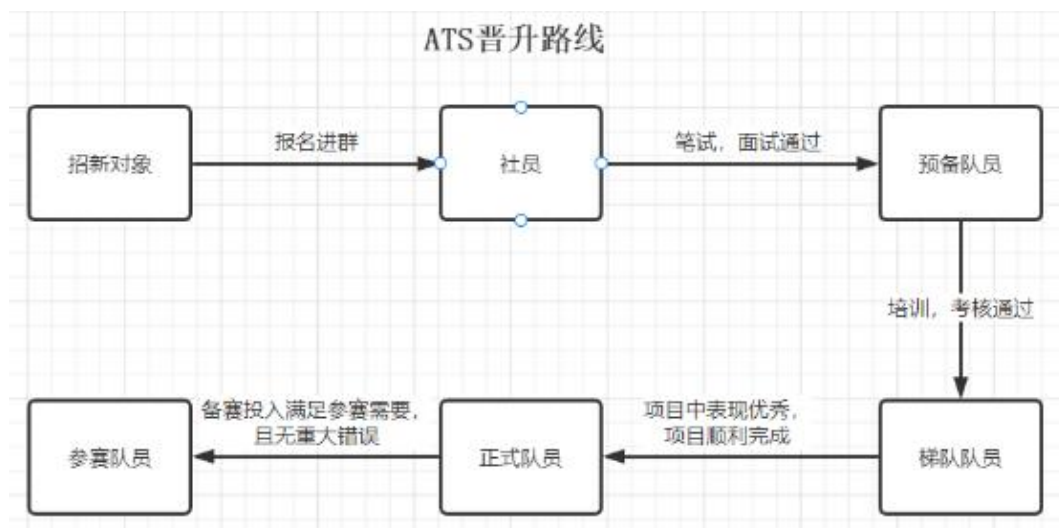 ATS晋升路线
招新对象
报名进群
社员
笔试，面试通过
预备队员
培训，考核通过
梯队队员
项目中表现优秀，
项目顺利完成
正式队员
备赛投入满足参赛需要，
且无重大错误
参赛队员